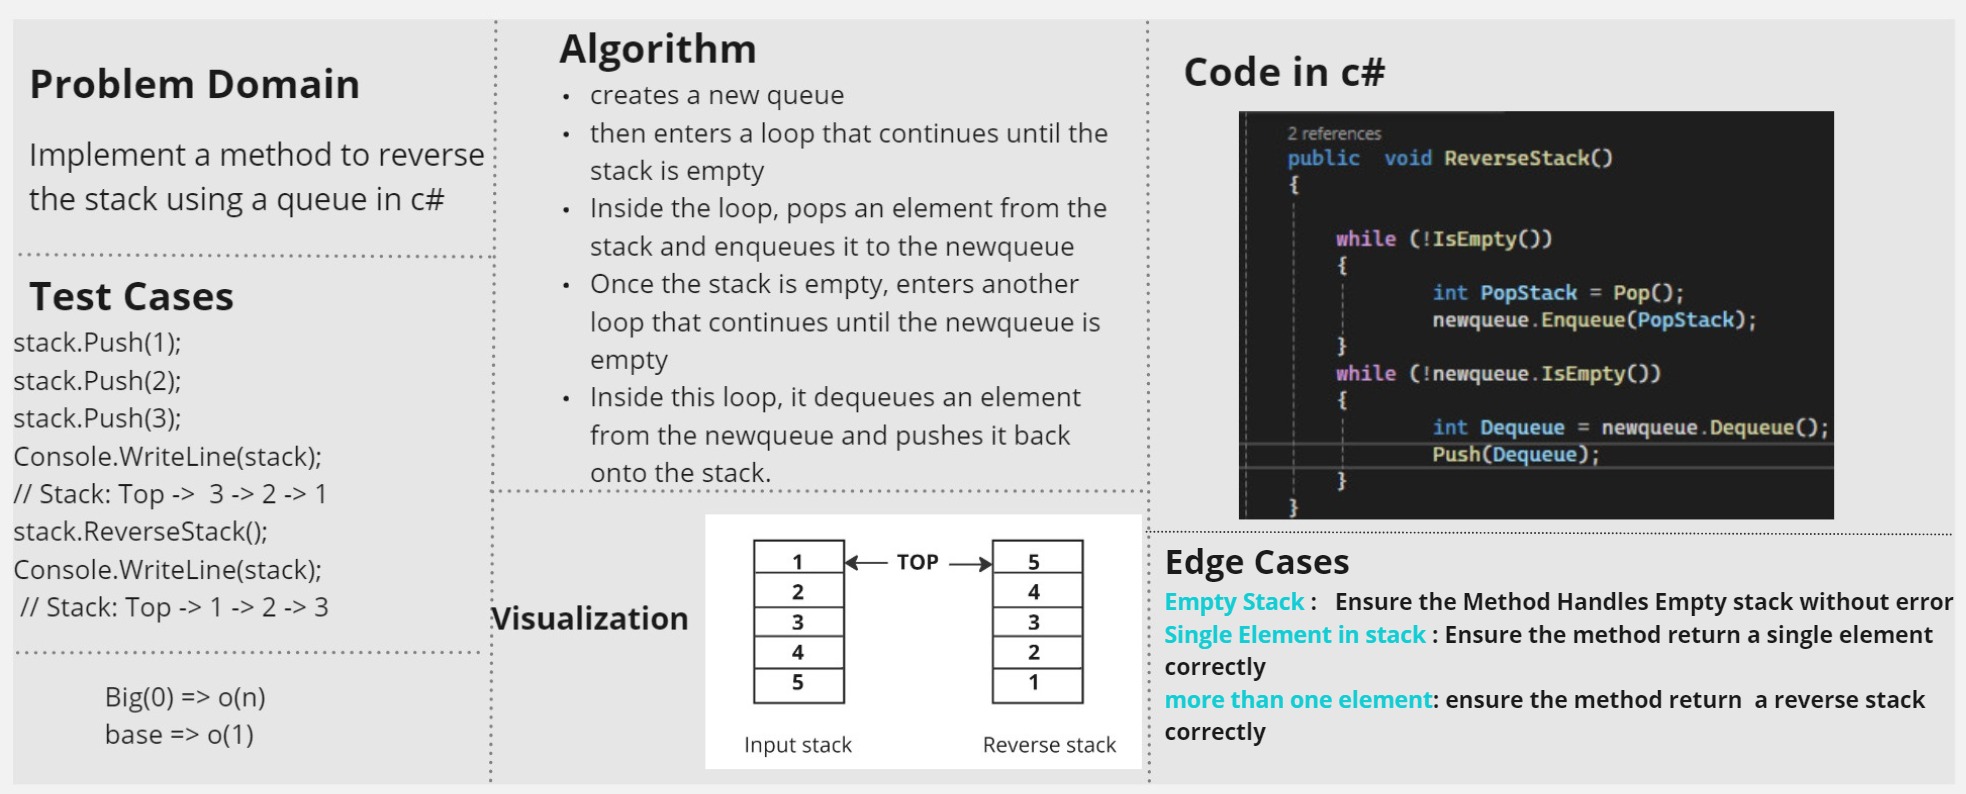 Problem Domain
Implement a method to reverse
the stack using a queue in c#
Test Cases
stack.Push(1);
stack.Push(2);
stack.Push(3);
Console.WriteLine(stack);
// Stack: Top -> 3 -> 2 -> 1
stack.ReverseStack();
Console.WriteLine(stack);
// Stack: Top -> 1 -> 2 -> 3
Big(0) => o(n)
base => o(1)
Algorithm
• creates a new queue
• then enters a loop that continues until the
stack is empty
• Inside the loop, pops an element from the
stack and enqueues it to the newqueue
• Once the stack is empty, enters another
loop that continues until the newqueue is
empty
• Inside this loop, it dequeues an element
from the newqueue and pushes it back
onto the stack.
Visualization
1 TOP 5
2 4
3 3
4 2
5 1
Input stack Reverse stack
Code in c#
2 references
public void ReverseStack()
{
while (!IsEmpty())
{
int PopStack = Pop();
newqueue.Enqueue(PopStack);
}
while (!newqueue.IsEmpty())
{
int Dequeue = newqueue.Dequeue();
Push(Dequeue);
}
}
Edge Cases
Empty Stack : Ensure the Method Handles Empty stack without error
Single Element in stack : Ensure the method return a single element
correctly
more than one element: ensure the method return a reverse stack
correctly